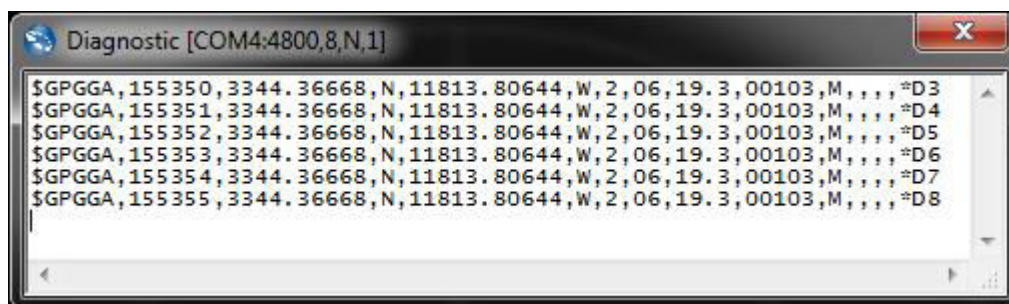 Diagnostic [COM4:4800,8,N,1]
$GPGGA,155350,3344.36668,N,11813.80644,W,2,06,19.3,00103,M,,,,*D3
$GPGGA,155351,3344.36668,N,11813.80644,W,2,06,19.3,00103,M,,,,*D4
$GPGGA,155352,3344.36668,N,11813.80644,W,2,06,19.3,00103,M,,,,*D5
$GPGGA,155353,3344.36668,N,11813.80644,W,2,06,19.3,00103,M,,,,*D6
$GPGGA,155354,3344.36668,N,11813.80644,W,2,06,19.3,00103,M,,,,*D7
$GPGGA,155355,3344.36668,N,11813.80644,W,2,06,19.3,00103,M,,,,*D8